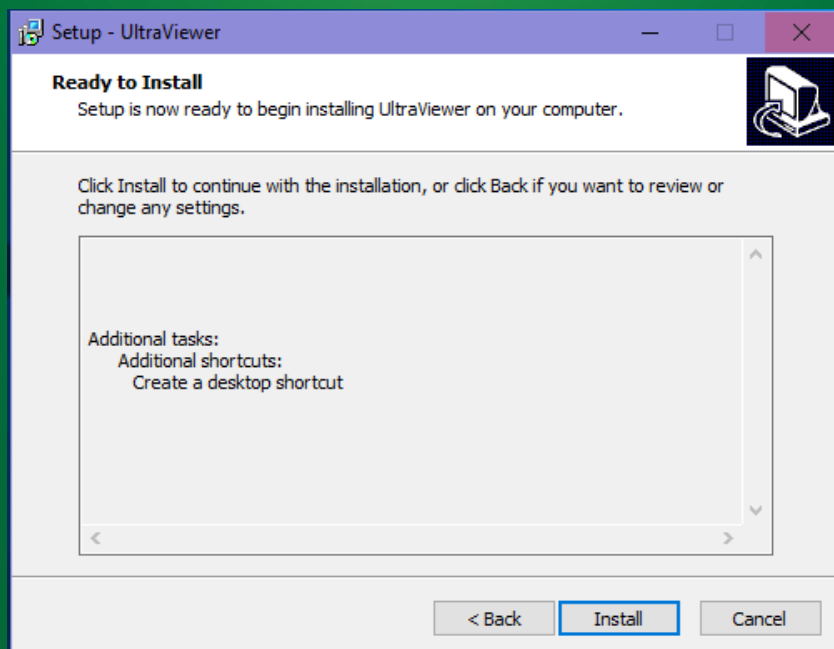 Setup - UltraViewer
Ready to Install
Setup is now ready to begin installing UltraViewer on your computer.
Click Install to continue with the installation, or click Back if you want to review or
change any settings.
Additional tasks:
Additional shortcuts:
Create a desktop shortcut
< Back
Install
Cancel